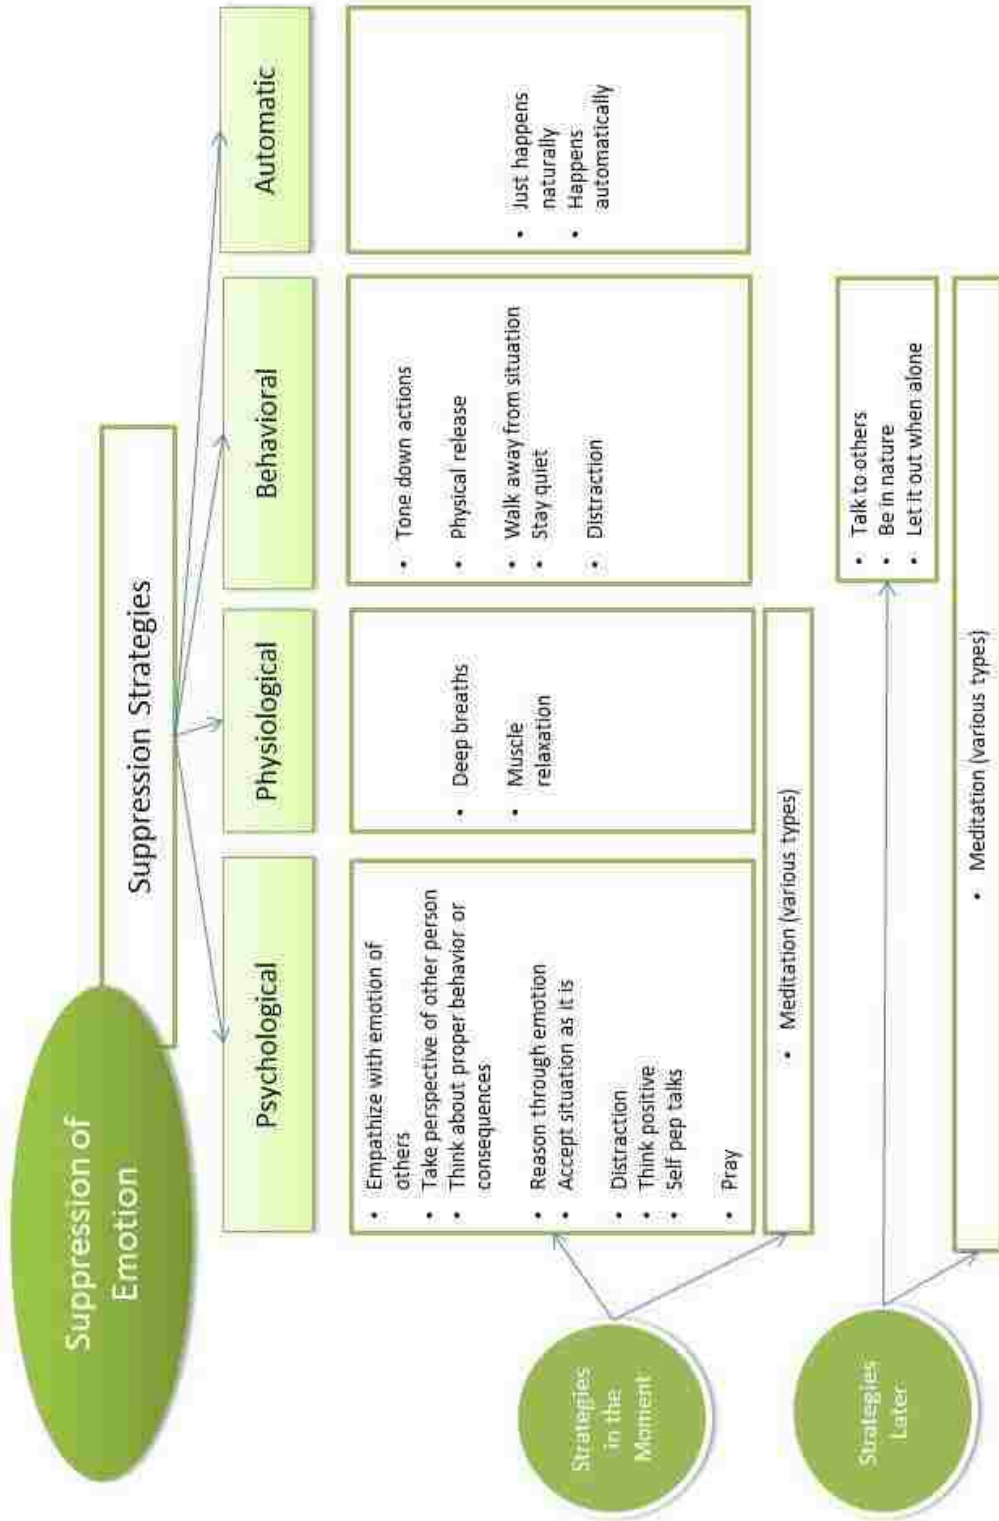 Suppression of
Emotion
Suppression Strategies
Psychological
Physiological
Behavioral
Automatic
• Empathize with emotion of
others
• Take perspective of other person
• Think about proper behavior or
consequences
• Reason through emotion
• Accept situation as it is
• Distraction
• Think positive
• Self pep talks
• Pray
• Deep breaths
• Muscle
relaxation
• Tone down actions
• Physical release
• Walk away from situation
• Stay quiet
• Distraction
• Just happens
naturally
• Happens
automatically
Strategies
in the
Moment
• Meditation (various types)
Strategies
Later
• Talk to others
• Be in nature
• Let it out when alone
• Meditation (various types)